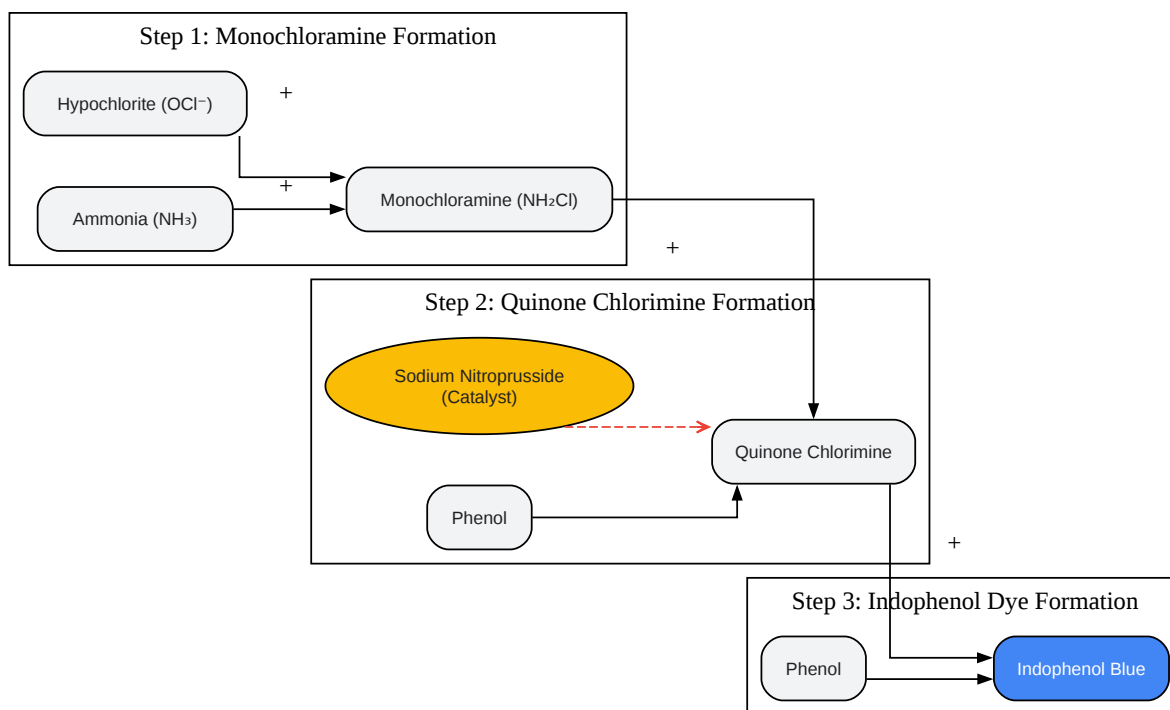 Step 1: Monochloramine Formation
Hypochlorite (OCl⁻)
+
+
Monochloramine (NH₂Cl)
Ammonia (NH₃)
+
Step 2: Quinone Chlorimine Formation
Sodium Nitroprusside
(Catalyst)
Quinone Chlorimine
Phenol
+
Step 3: Indophenol Dye Formation
Phenol
Indophenol Blue